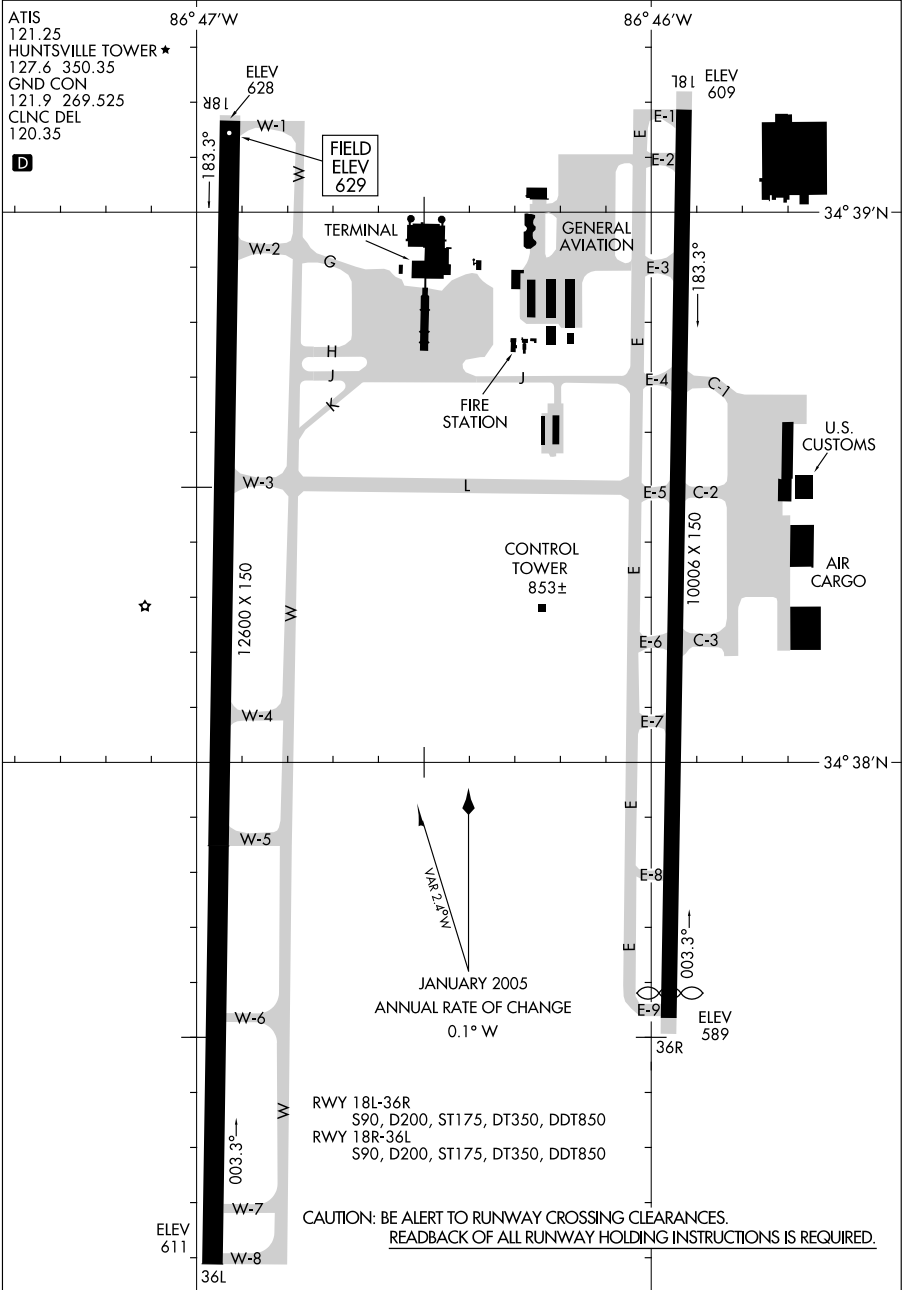 ATIS
121.25
HUNTSVILLE TOWER ★
127.6 350.35
GND CON
121.9 269.525
CLNC DEL
120.35
D
86° 47'W
86° 46'W
ELEV
628
18R
183.3°
W-1
W
FIELD
ELEV
629
18L
ELEV
609
E-1
E
E-2
34° 39'N
TERMINAL
GENERAL
AVIATION
W-2
G
E-3
183.3°
H
E
J
J
E-4
C-1
K
FIRE
STATION
U.S.
CUSTOMS
W-3
L
E-5
C-2
12600 X 150
10006 X 150
CONTROL
TOWER
853±
E
AIR
CARGO
W
E-6
C-3
W-4
E-7
34° 38'N
W-5
E
VAR 2.4°W
E-8
E
003.3°
JANUARY 2005
ANNUAL RATE OF CHANGE
0.1° W
W-6
E-9
ELEV
589
36R
W
RWY 18L-36R
S90, D200, ST175, DT350, DDT850
RWY 18R-36L
S90, D200, ST175, DT350, DDT850
003.3°
W-7
CAUTION: BE ALERT TO RUNWAY CROSSING CLEARANCES.
READBACK OF ALL RUNWAY HOLDING INSTRUCTIONS IS REQUIRED.
ELEV
611
W-8
36L